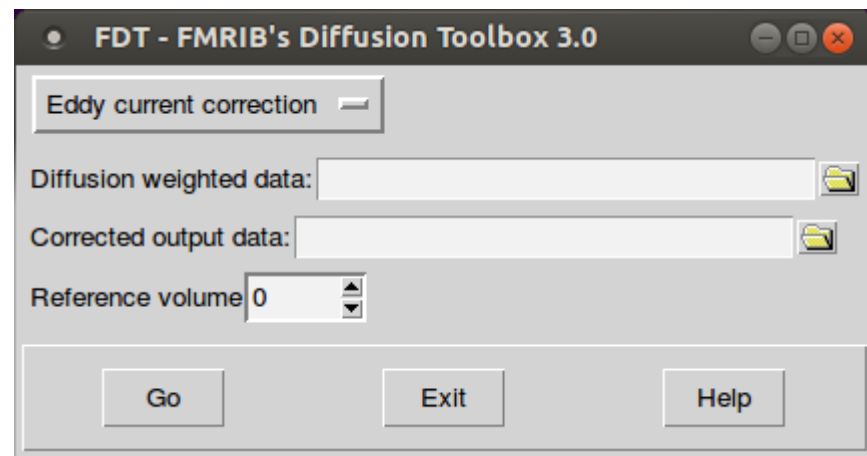 FDT - FMRIB's Diffusion Toolbox 3.0
Eddy current correction
Diffusion weighted data:
Corrected output data:
Reference volume 0
Go Exit Help